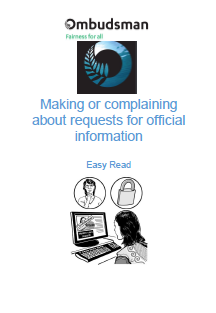 Ombudsman
Fairness for all
Making or complaining
about requests for official
information
Easy Read